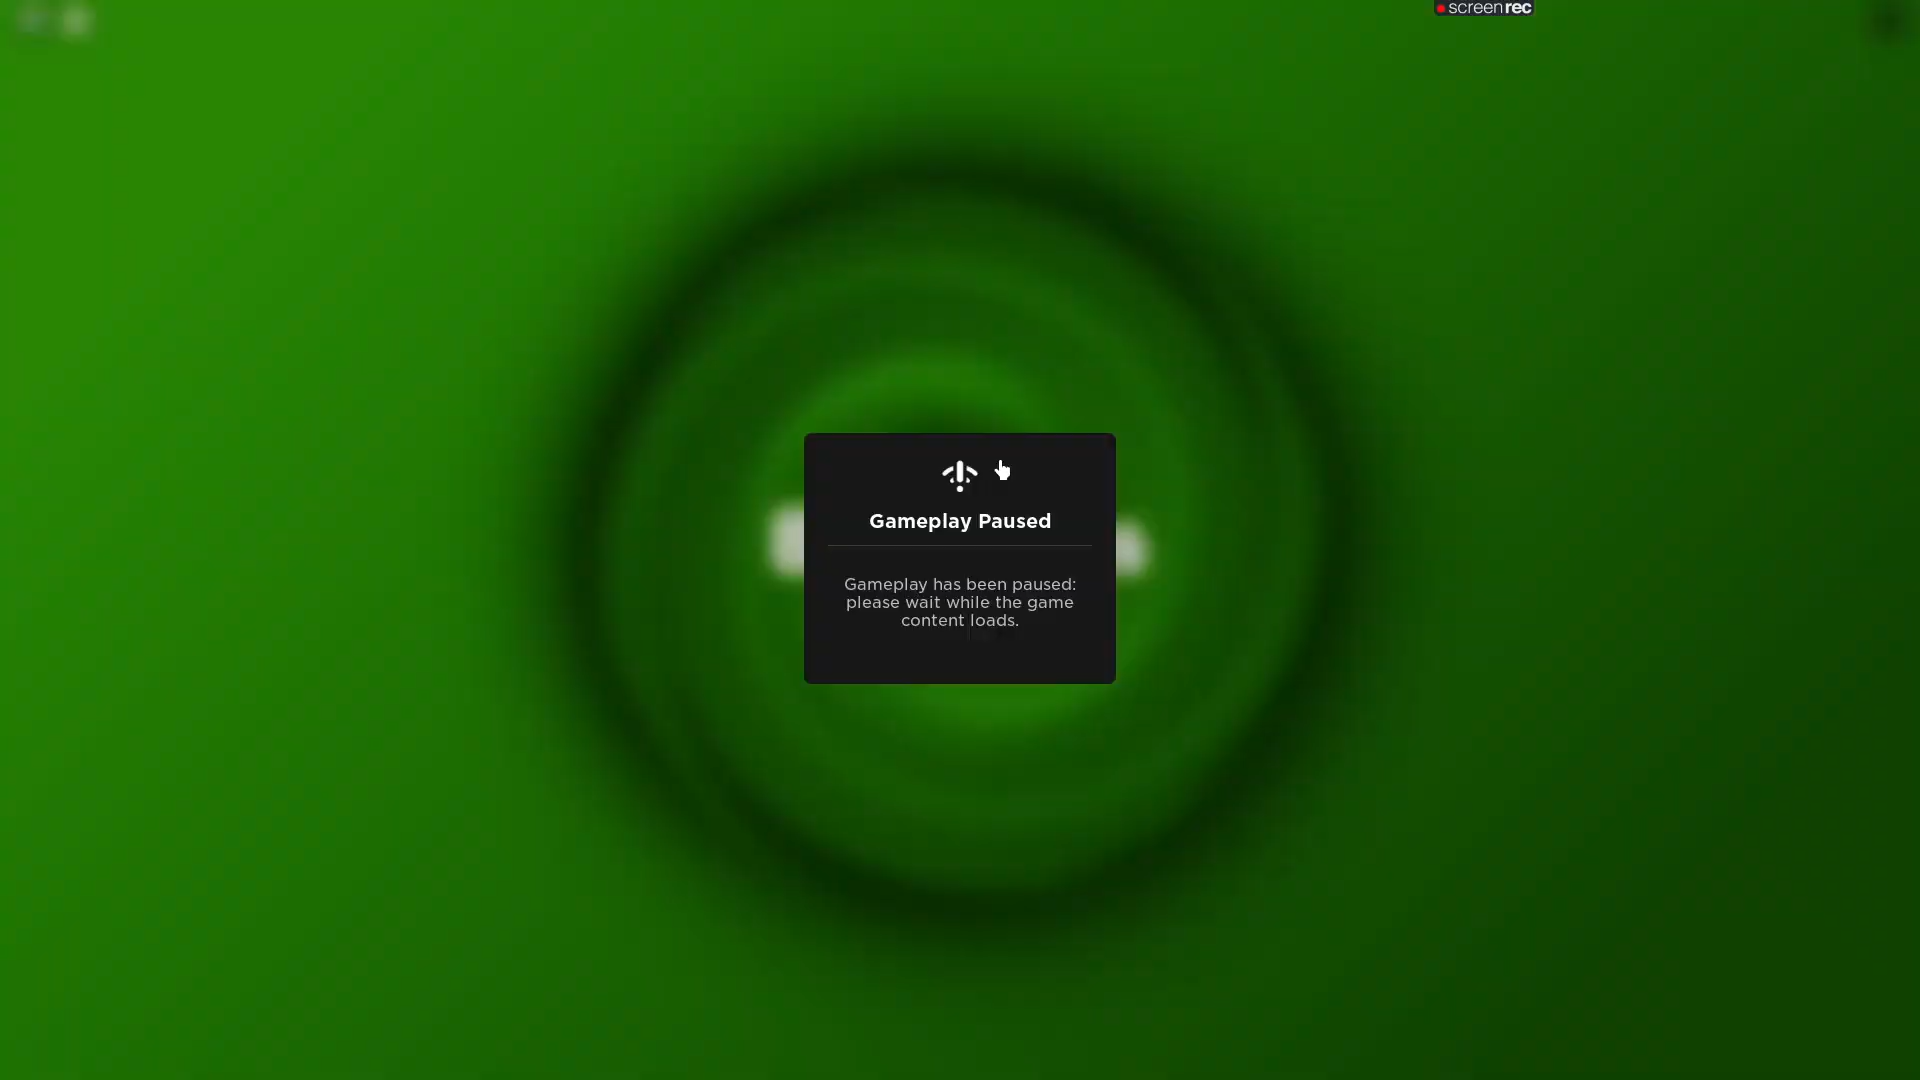 screenrec
Gameplay Paused
Gameplay has been paused:
please wait while the game
content loads.